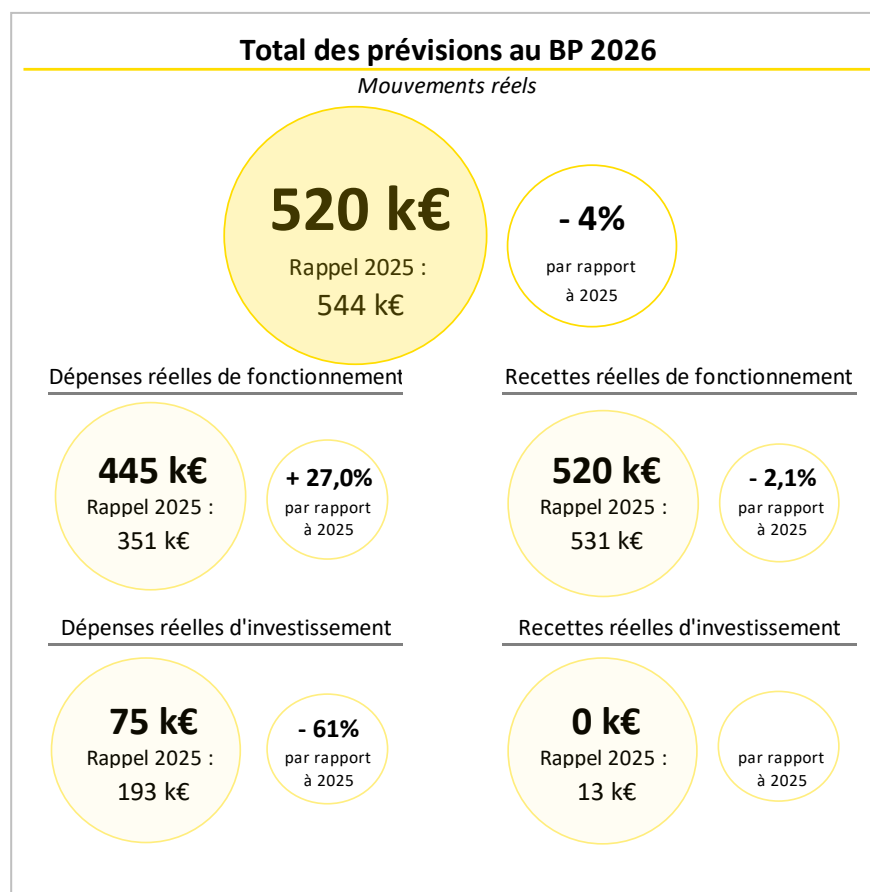 Total des prévisions au BP 2026
Mouvements réels
520 k€
Rappel 2025 :
544 k€
- 4%
par rapport
à 2025
Dépenses réelles de fonctionnement
445 k€
Rappel 2025 :
351 k€
+ 27,0%
par rapport
à 2025
Recettes réelles de fonctionnement
520 k€
Rappel 2025 :
531 k€
- 2,1%
par rapport
à 2025
Dépenses réelles d'investissement
75 k€
Rappel 2025 :
193 k€
- 61%
par rapport
à 2025
Recettes réelles d'investissement
0 k€
Rappel 2025 :
13 k€
par rapport
à 2025